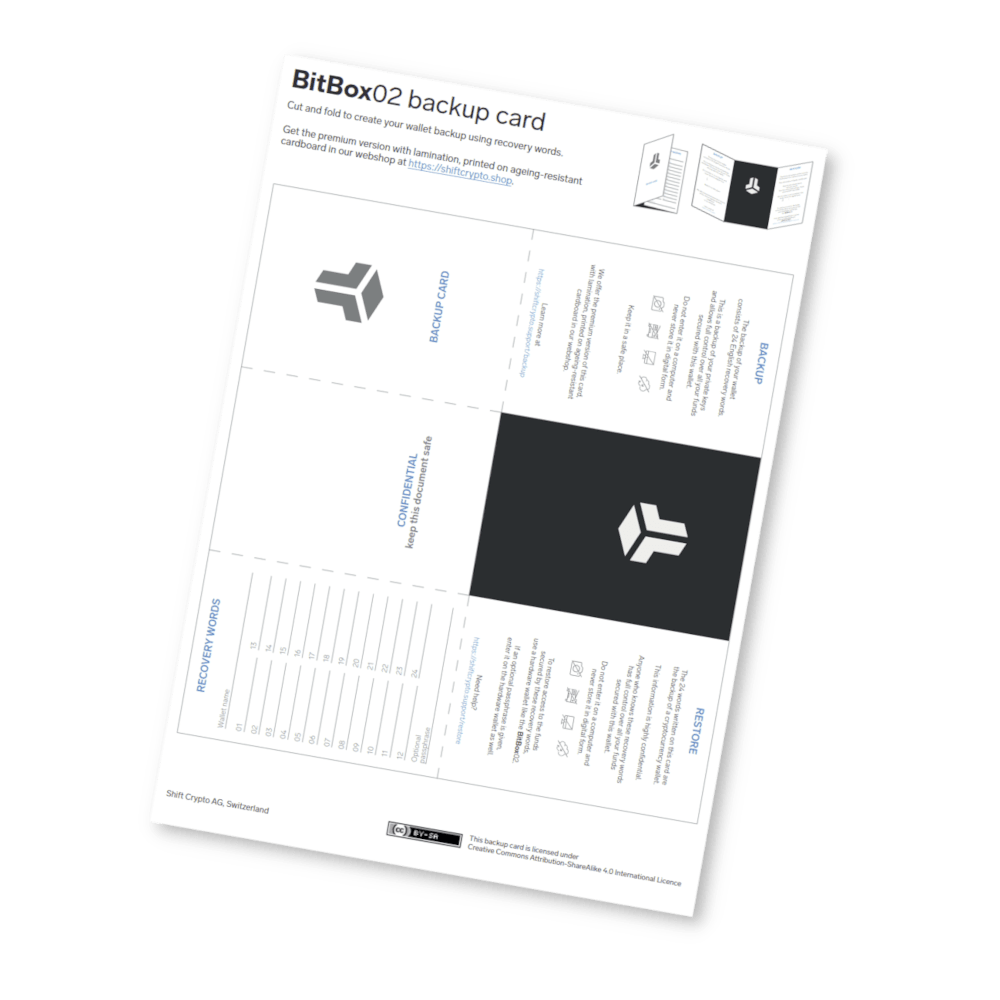 BitBox02 backup card
Cut and fold to create your wallet backup using recovery words.
Get the premium version with lamination, printed on ageing-resistant
cardboard in our webshop at https://shiftcrypto.shop.
BACKUP CARD
Learn more at
https://shiftcrypto.support/backup
BACKUP
The backup of your wallet
consists of 24 English recovery words.
This is a backup of your private keys
and allows full control over all your funds
secured with this wallet.
Do not enter it on a computer and
never store it in digital form.
Keep it in a safe place.
We offer the premium version of this card,
with lamination, printed on ageing-resistant
cardboard in our webshop.
CONFIDENTIAL
keep this document safe
RECOVERY WORDS
Wallet name
01
02
03
04
05
06
07
08
09
10
11
12
13
14
15
16
17
18
19
20
21
22
23
24
Optional
passphrase
RESTORE
The 24 words written on this card are
the backup of a cryptocurrency wallet.
This information is highly confidential.
Anyone who knows these recovery words
has full control over all your funds
secured with this wallet.
Do not enter it on a computer and
never store it in digital form.
To restore access to the funds
secured by these recovery words,
use a hardware wallet like the BitBox02.
If an optional passphrase is given,
enter it on the hardware wallet as well.
Need help?
https://shiftcrypto.support/restore
Shift Crypto AG, Switzerland
cc BY-SA
This backup card is licensed under
Creative Commons Attribution-ShareAlike 4.0 International Licence